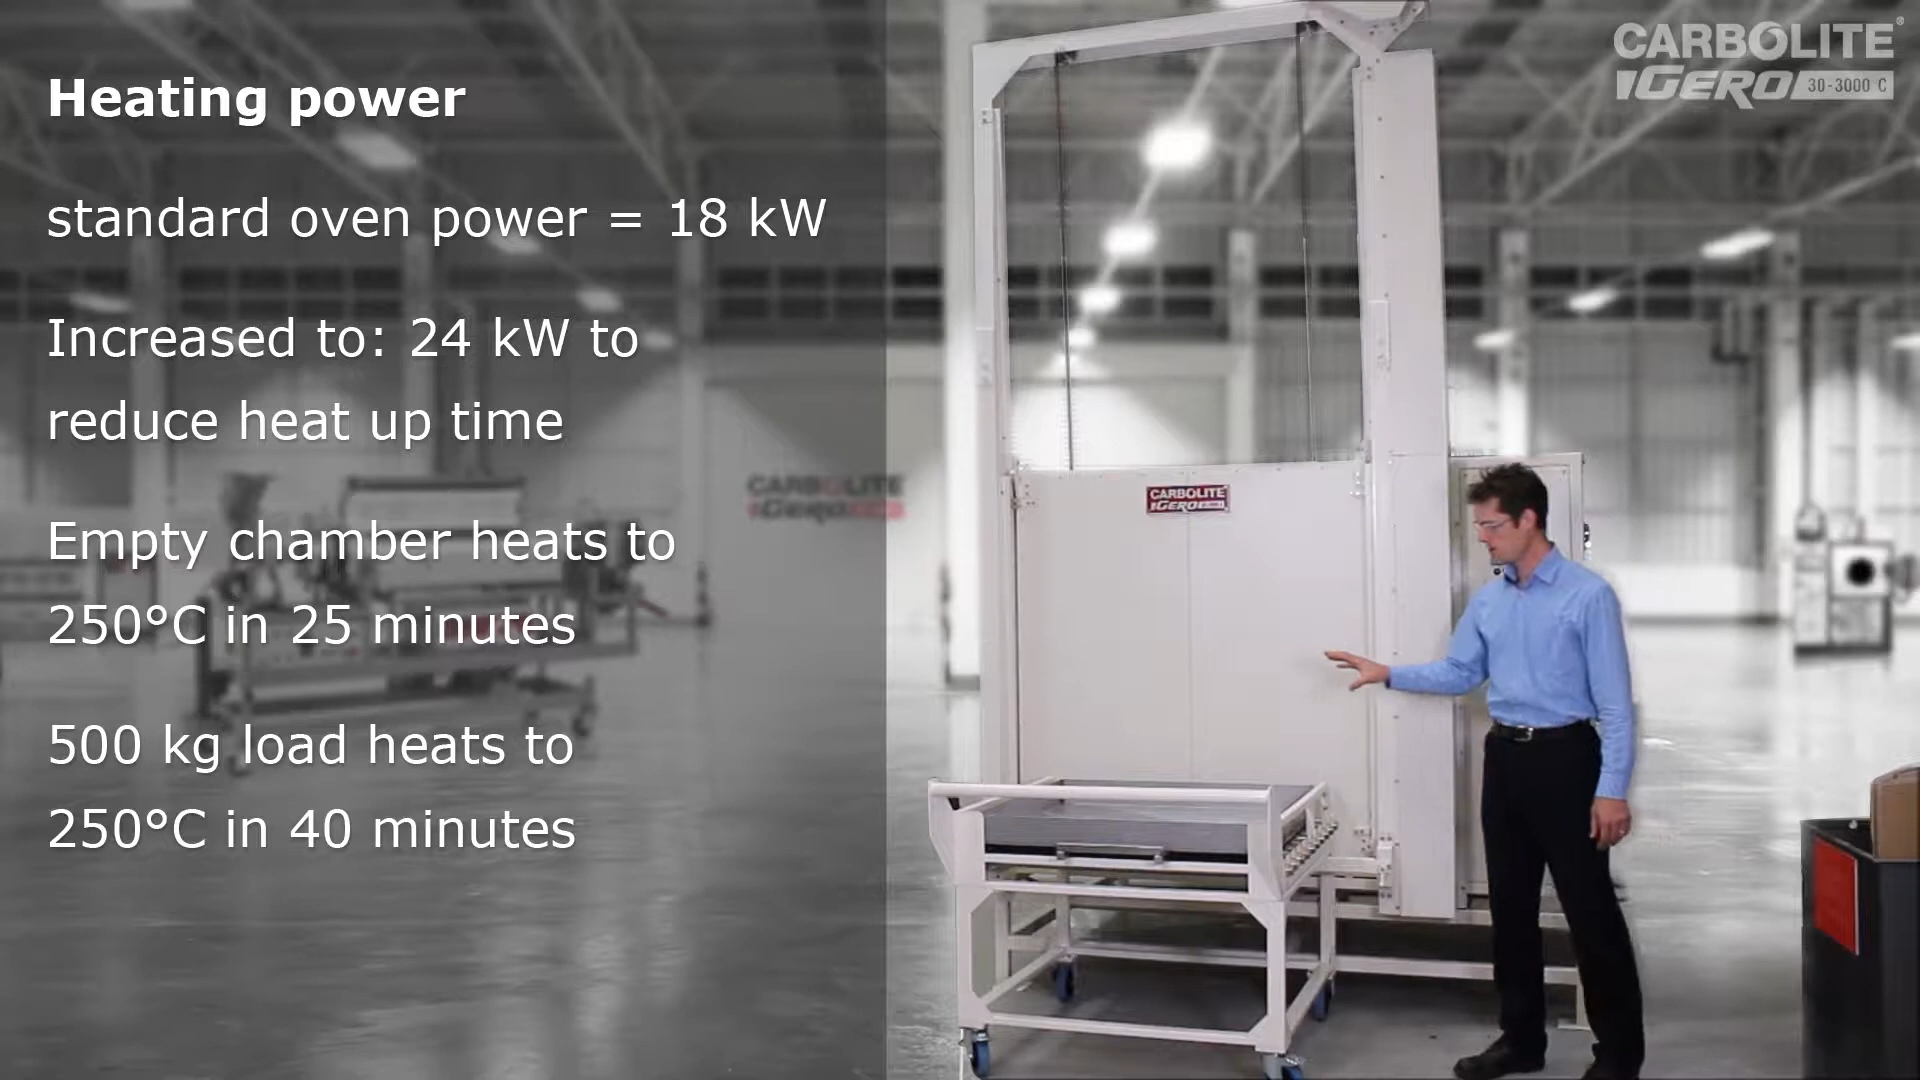 Heating power
standard oven power = 18 kW
Increased to: 24 kW to
reduce heat up time
Empty chamber heats to
250°C in 25 minutes
500 kg load heats to
250°C in 40 minutes
CARBOLITE®
GERO 30-3000°C
CARBOLITE
GERO
CARBOLITE
GERO